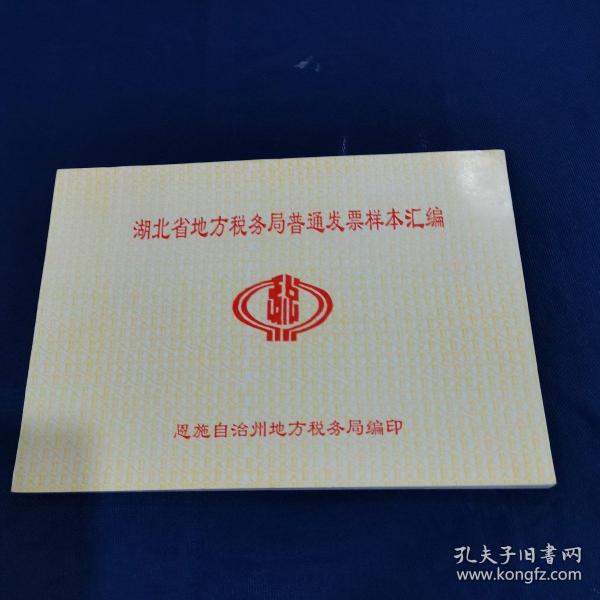 湖北省地方税务局普通发票样本汇编
税
恩施自治州地方税务局编印
孔夫子旧书网
www.kongfz.com